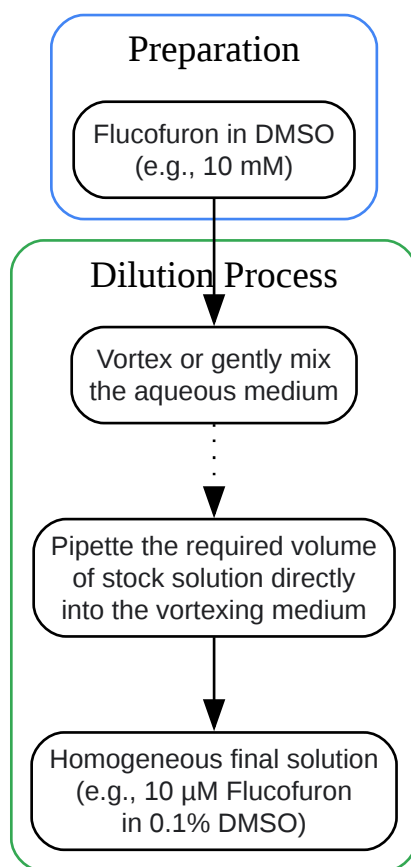 Preparation
Flucofuron in DMSO
(e.g., 10 mM)
Dilution Process
Vortex or gently mix
the aqueous medium
Pipette the required volume
of stock solution directly
into the vortexing medium
Homogeneous final solution
(e.g., 10 µM Flucofuron
in 0.1% DMSO)